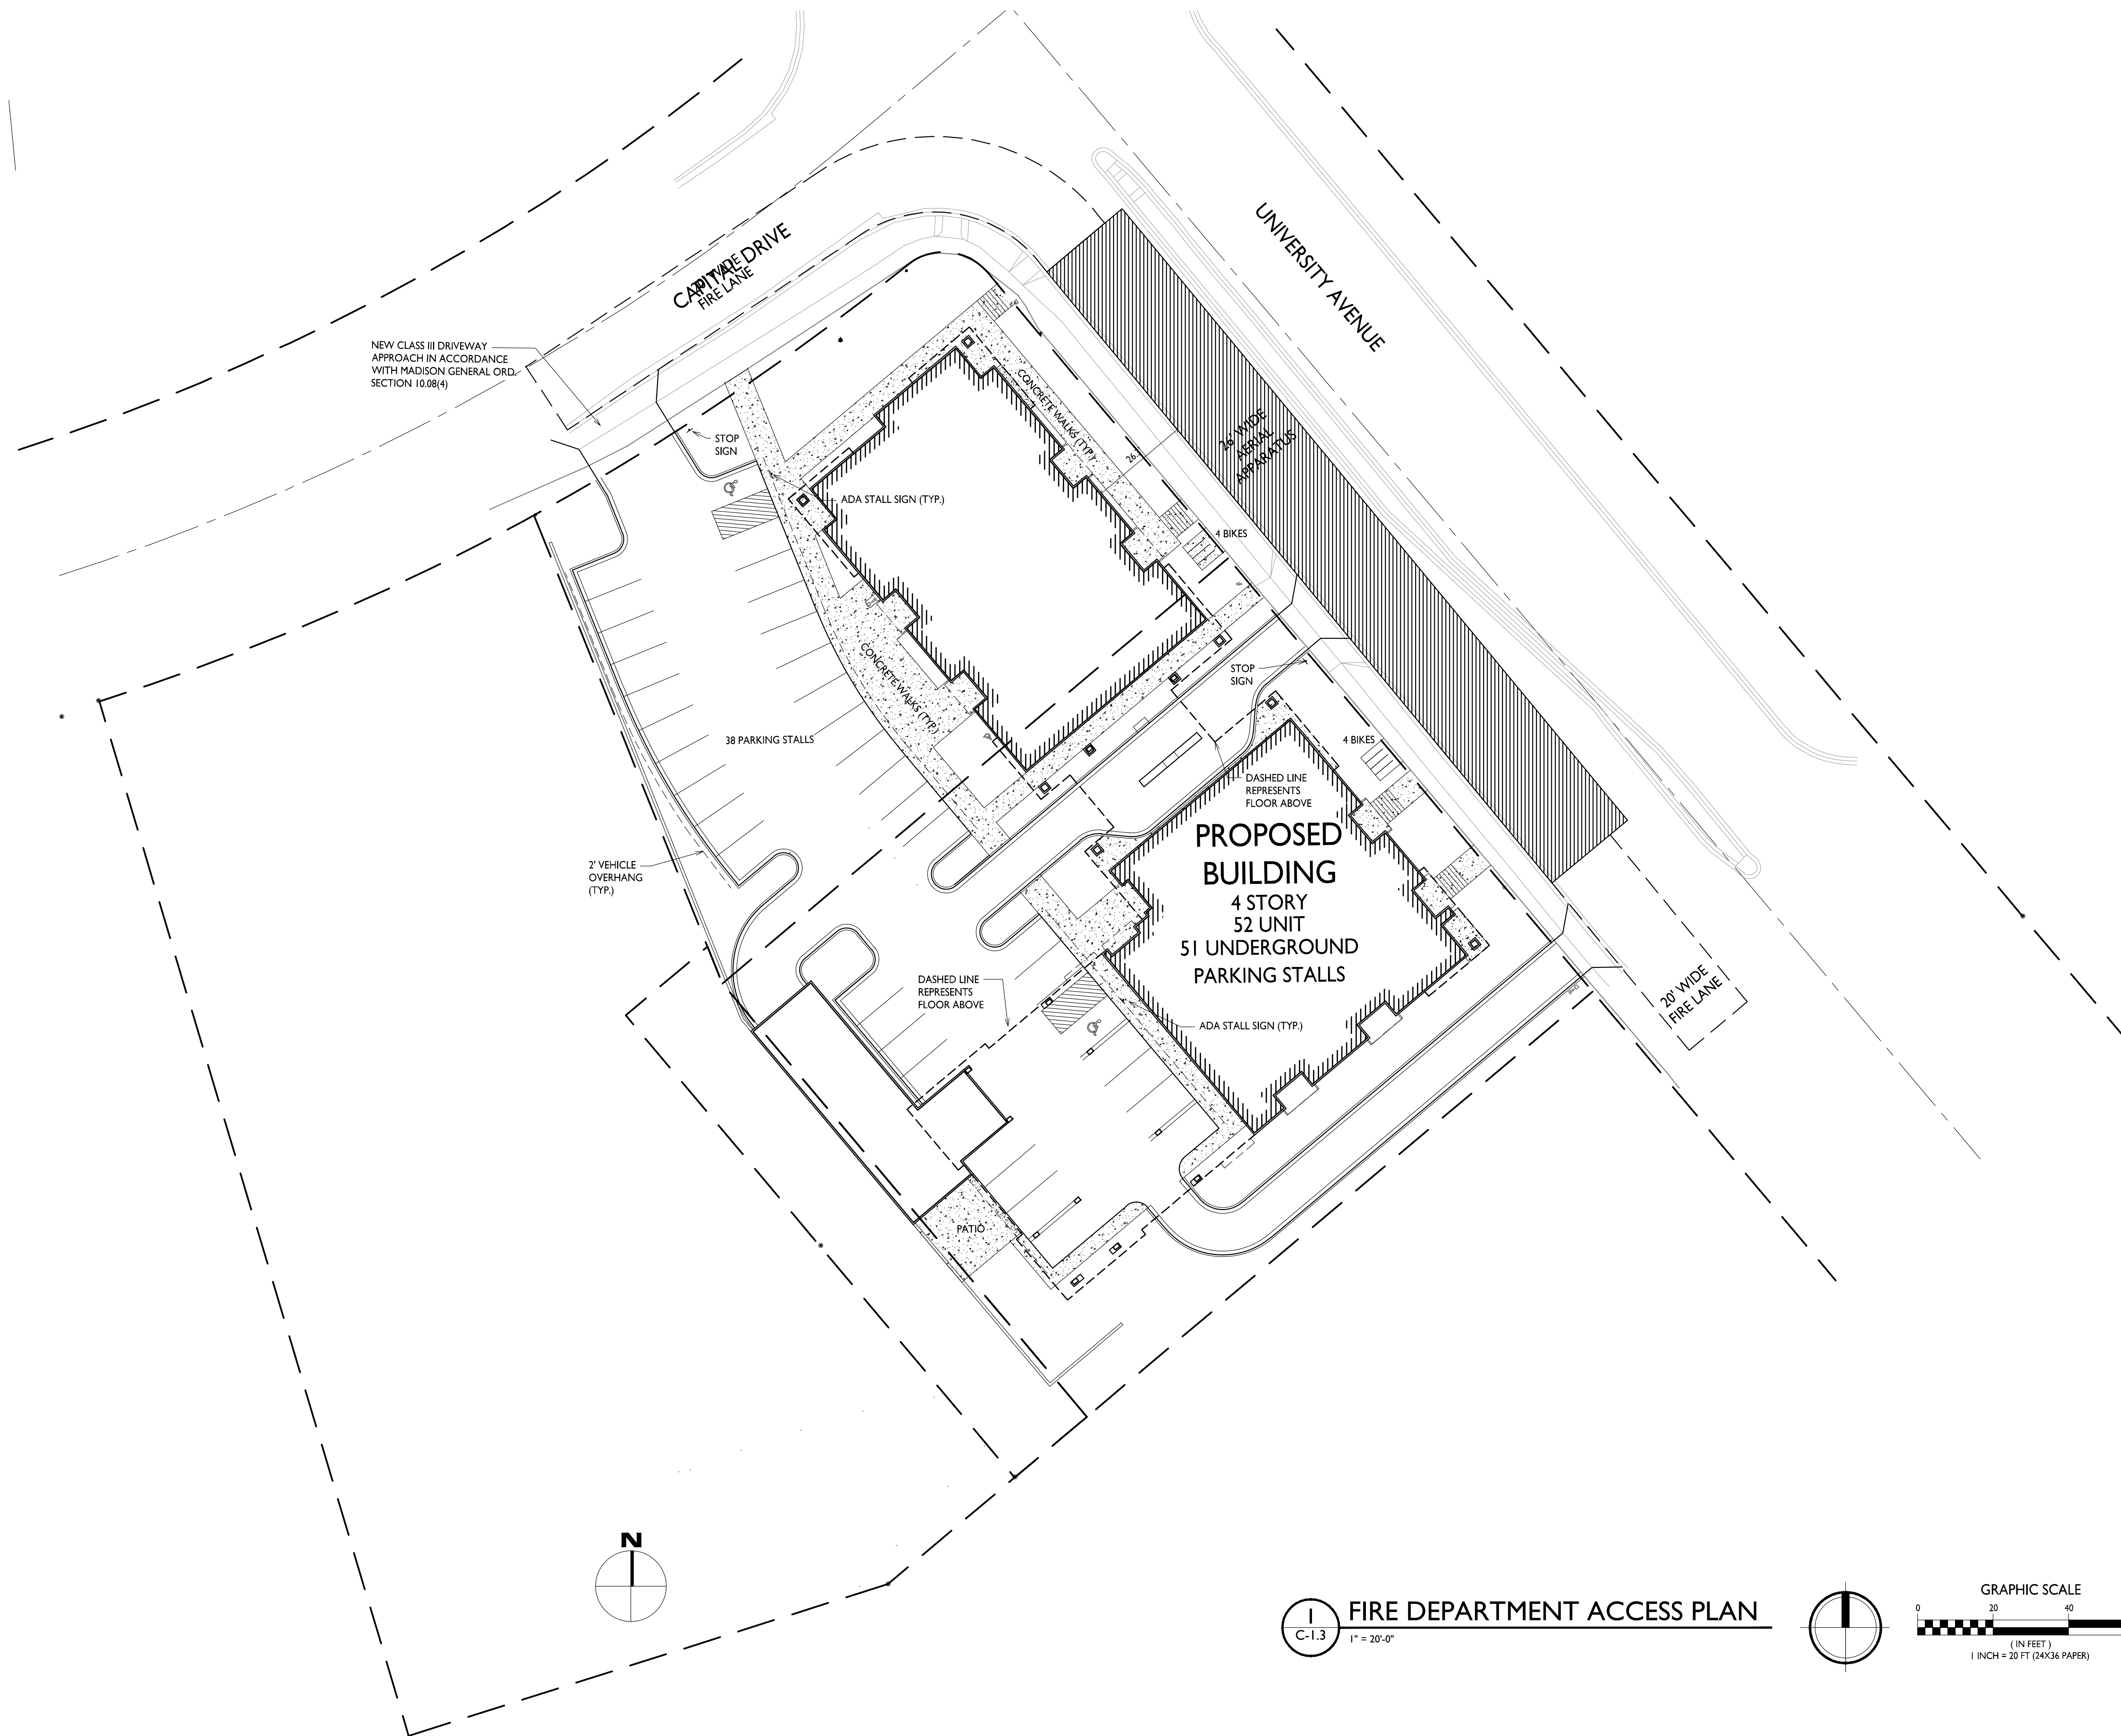 CAPITAL DRIVE
FIRE LANE
UNIVERSITY AVENUE
NEW CLASS III DRIVEWAY
APPROACH IN ACCORDANCE
WITH MADISON GENERAL ORD.
SECTION 10.08(4)
STOP
SIGN
CONCRETE WALKS (TYP.)
26'
26' WIDE
AERIAL
APPARATUS
ADA STALL SIGN (TYP.)
4 BIKES
CONCRETE WALKS (TYP.)
STOP
SIGN
38 PARKING STALLS
4 BIKES
DASHED LINE
REPRESENTS
FLOOR ABOVE
2' VEHICLE
OVERHANG
(TYP.)
PROPOSED
BUILDING
4 STORY
52 UNIT
51 UNDERGROUND
PARKING STALLS
DASHED LINE
REPRESENTS
FLOOR ABOVE
20' WIDE
FIRE LANE
ADA STALL SIGN (TYP.)
PATIO
N
1
C-1.3
FIRE DEPARTMENT ACCESS PLAN
1" = 20'-0"
GRAPHIC SCALE
0 20 40
( IN FEET )
1 INCH = 20 FT (24X36 PAPER)